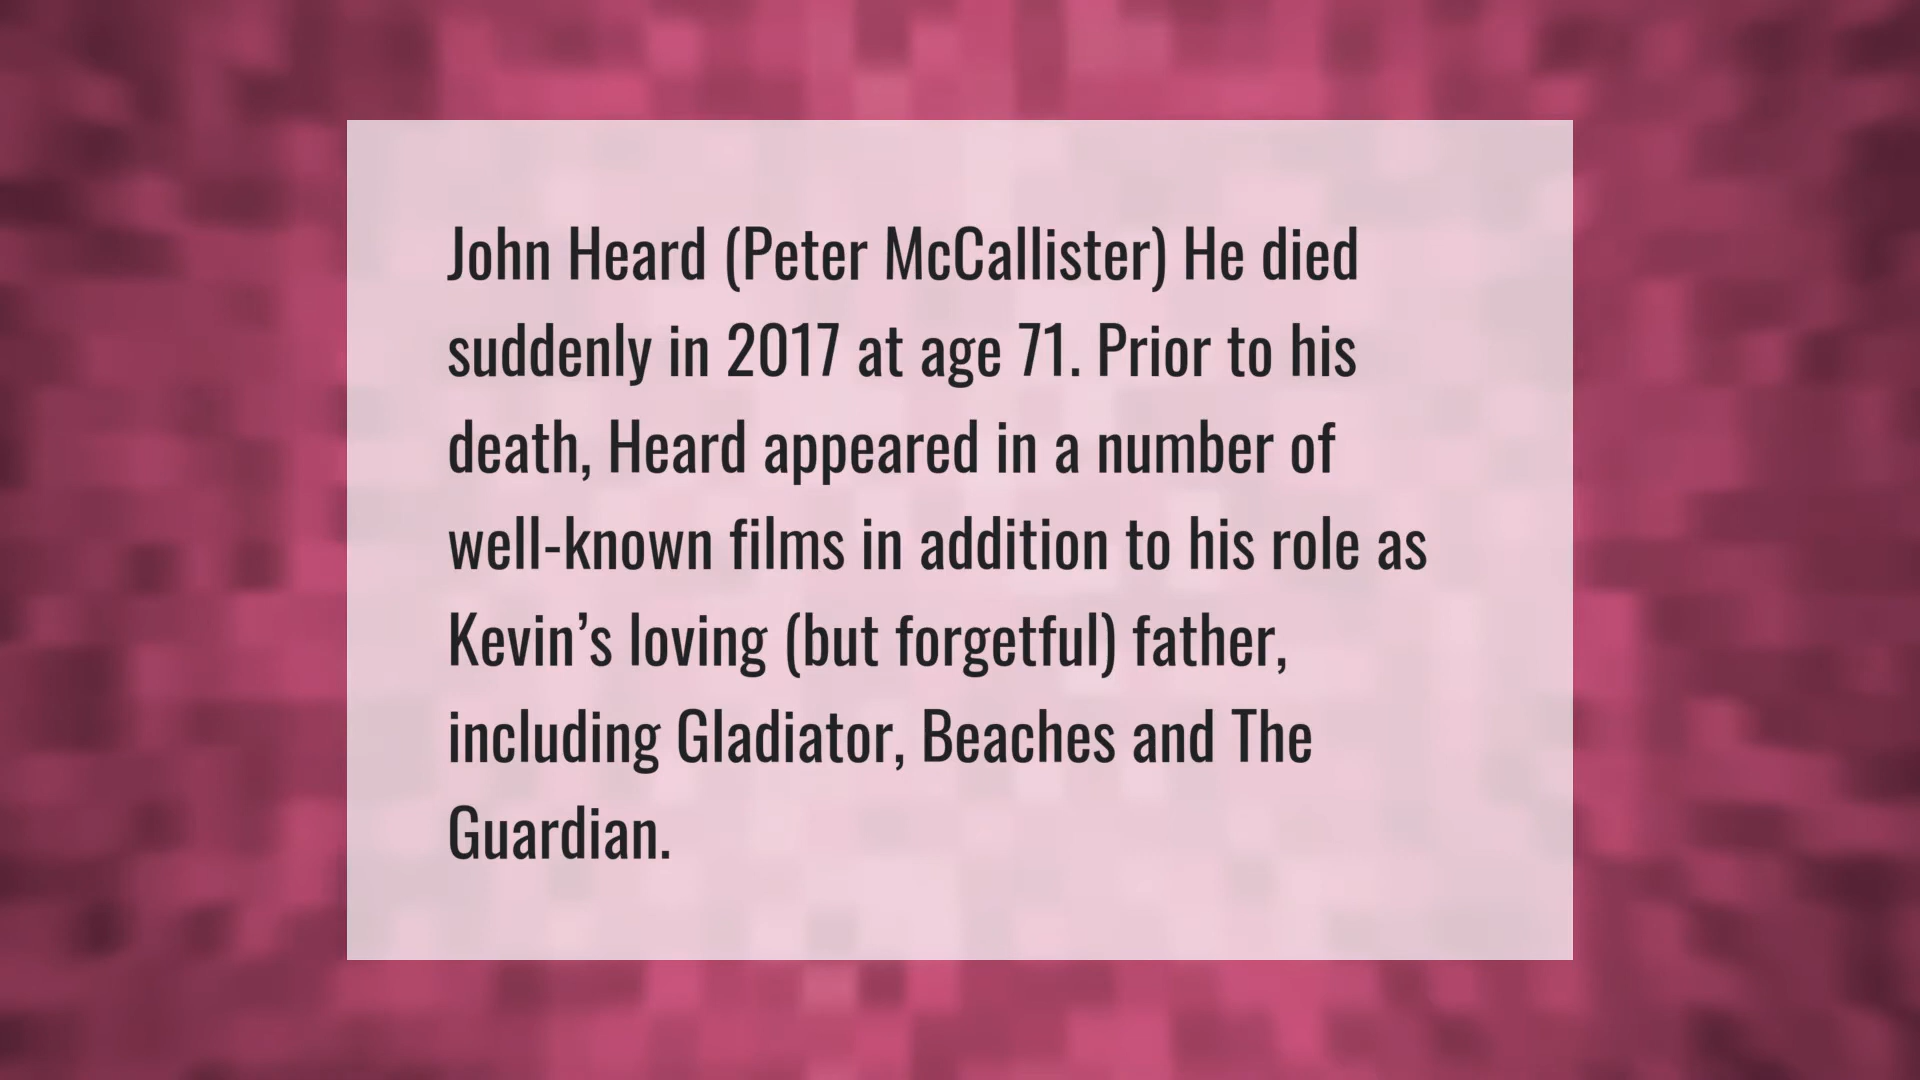 John Heard (Peter McCallister) He died
suddenly in 2017 at age 71. Prior to his
death, Heard appeared in a number of
well-known films in addition to his role as
Kevin’s loving (but forgetful) father,
including Gladiator, Beaches and The
Guardian.